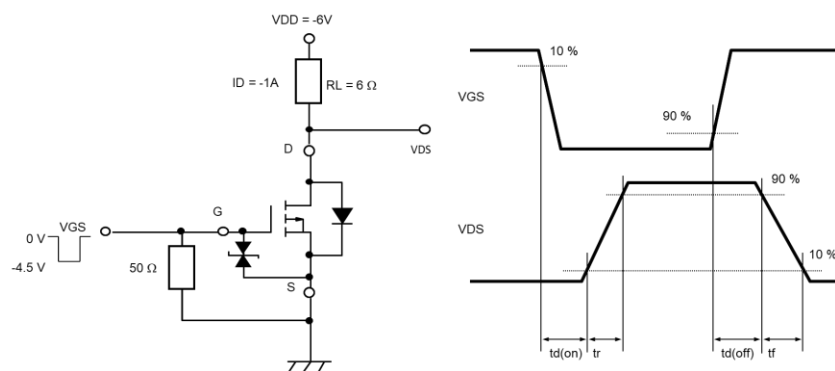 VDD = -6V
ID = -1A
RL = 6 Ω
VDS
D
G
VGS
0 V
-4.5 V
50 Ω
S
10 %
VGS
90 %
90 %
VDS
10%
td(on) tr td(off) tf